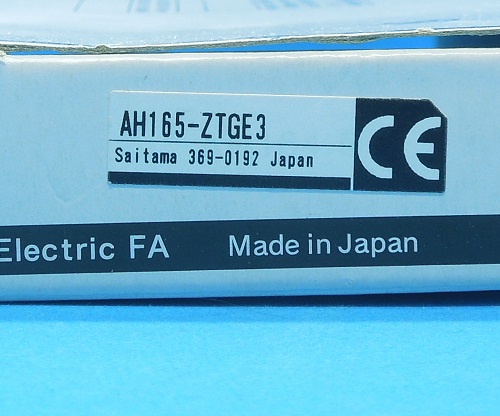 AH165-ZTGE3
Saitama 369-0192 Japan
CE
Electric FA Made in Japan